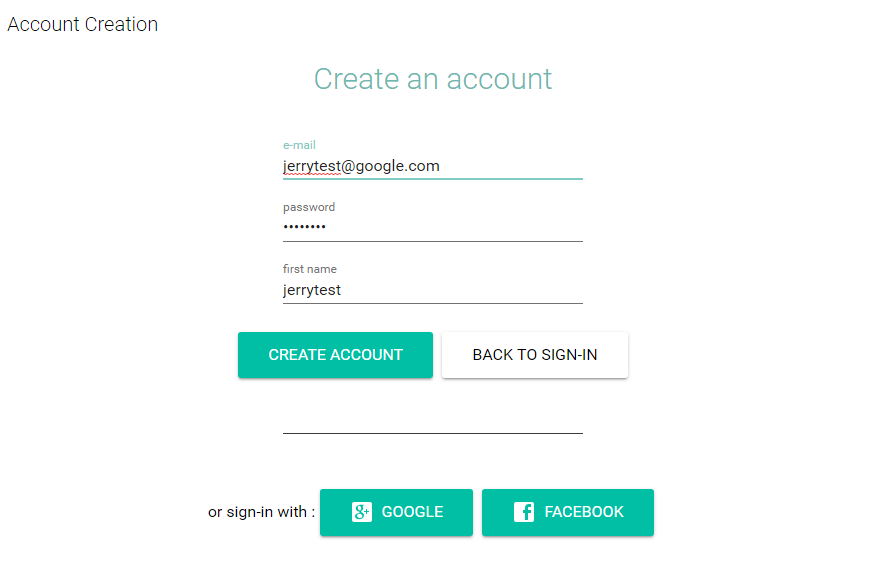 Account Creation
Create an account
e-mail
jerrytest@google.com
password
••••••••
first name
jerrytest
CREATE ACCOUNT BACK TO SIGN-IN
or sign-in with : g+ GOOGLE f FACEBOOK